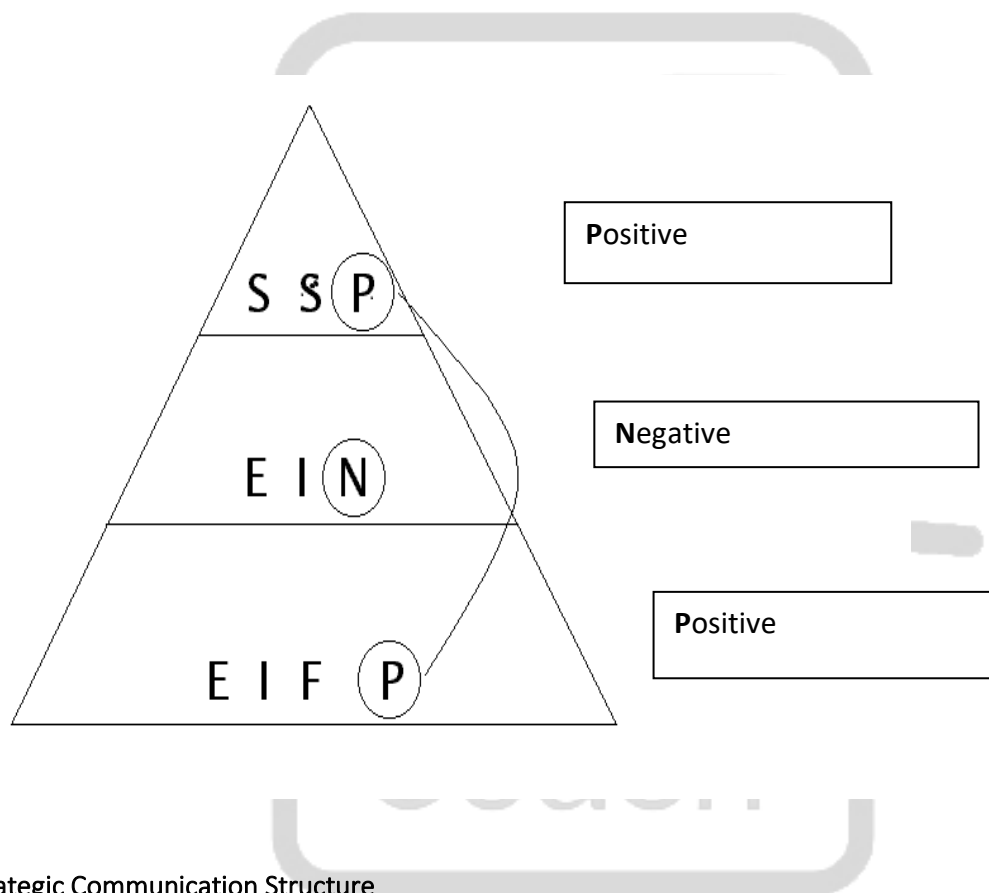 Positive
S S P
Negative
E I N
Positive
E I F P
ategic Communication Structure